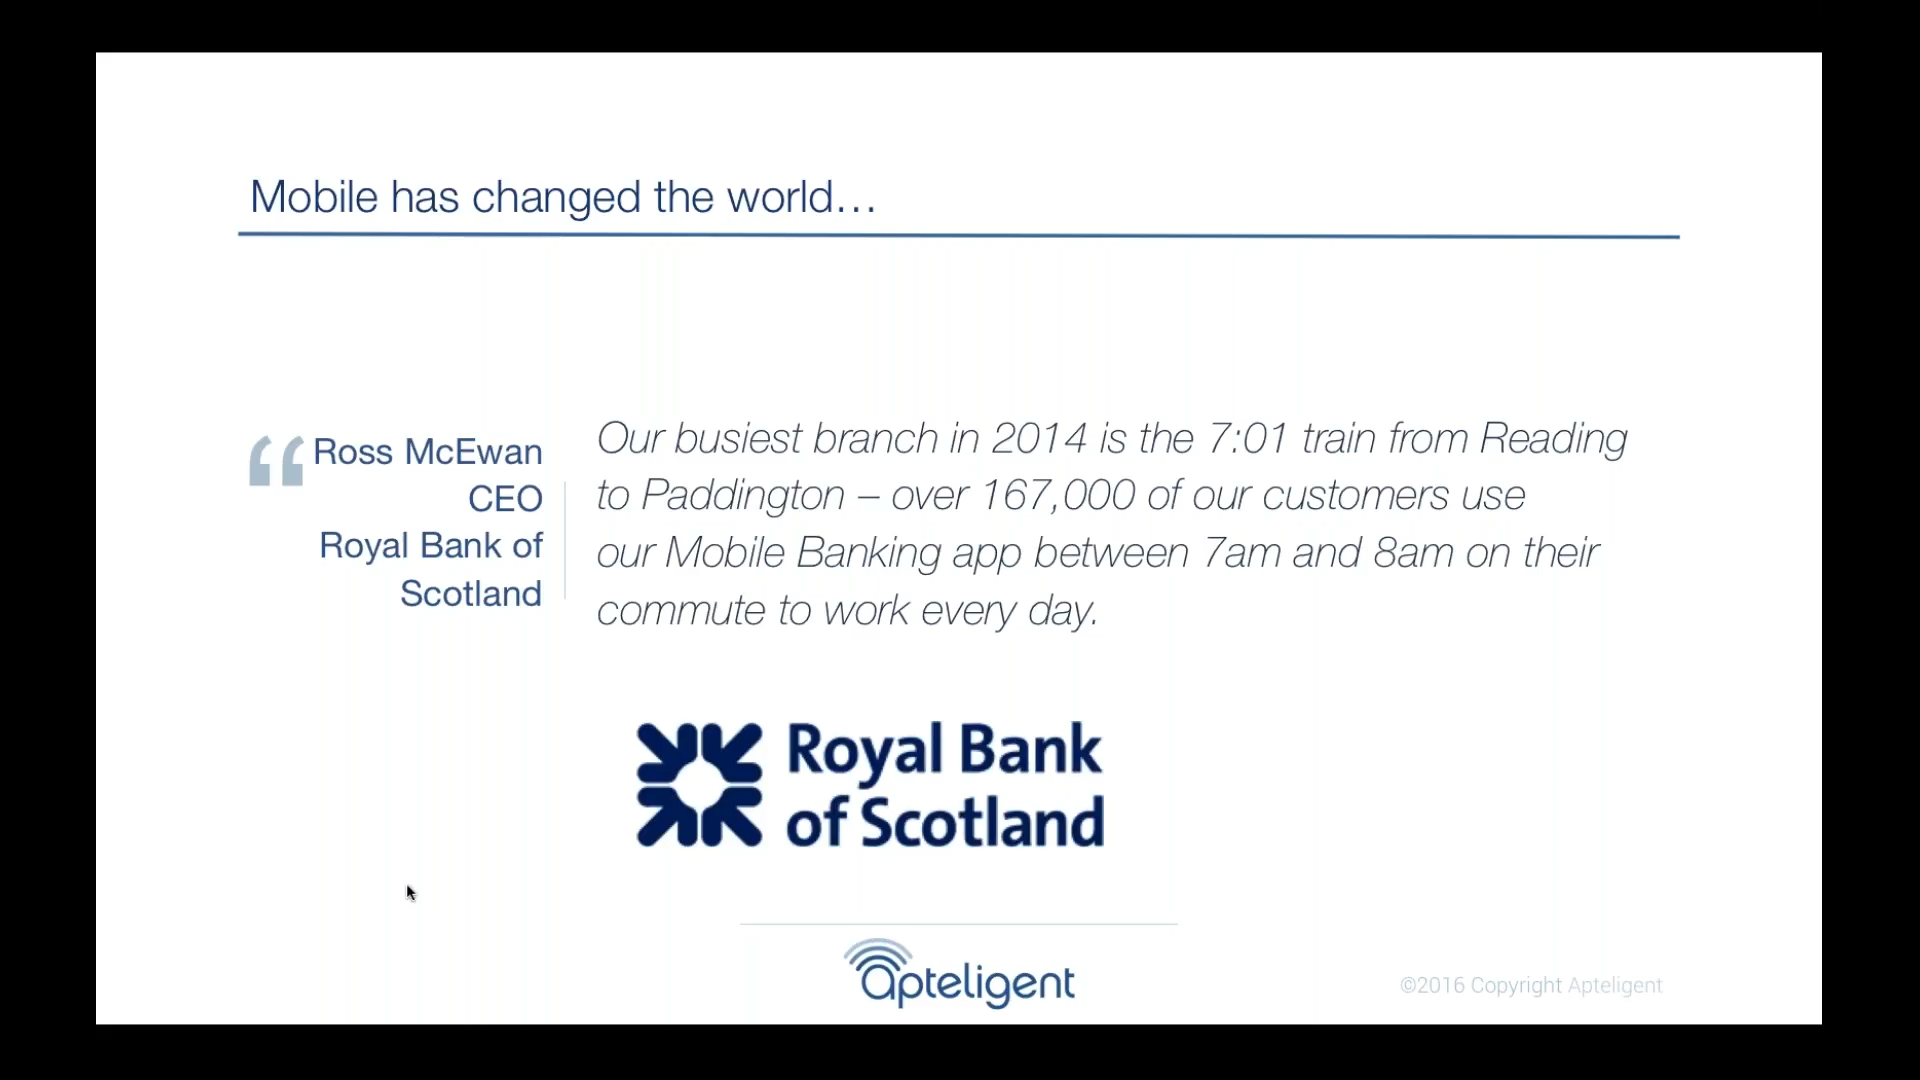 Mobile has changed the world…
“
Ross McEwan
CEO
Royal Bank of
Scotland
Our busiest branch in 2014 is the 7:01 train from Reading
to Paddington – over 167,000 of our customers use
our Mobile Banking app between 7am and 8am on their
commute to work every day.
Royal Bank
of Scotland
apteligent
©2016 Copyright Apteligent